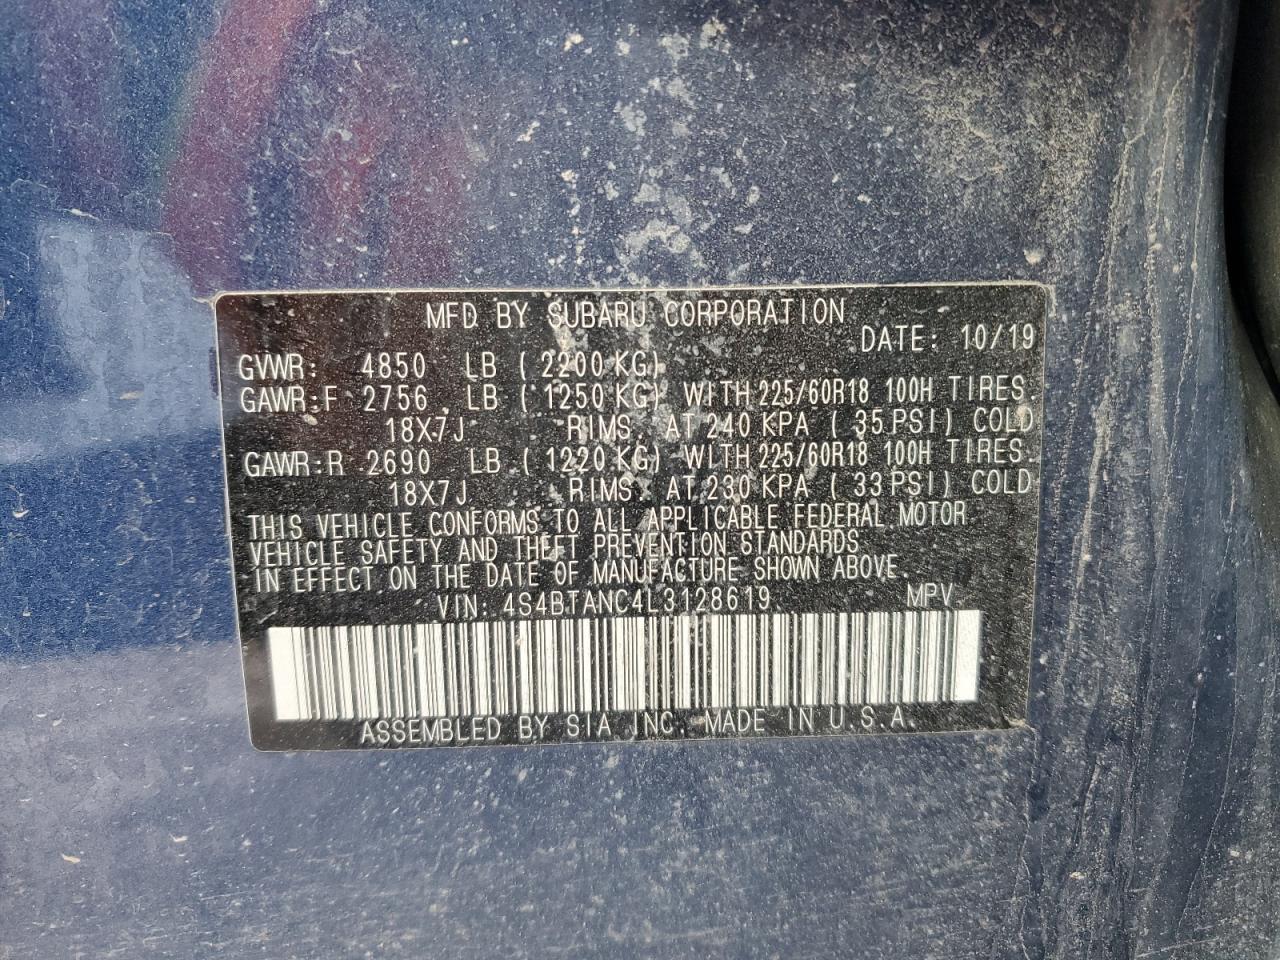 MFD BY SUBARU CORPORATION
DATE: 10/19
GVWR: 4850 LB ( 2200 KG)
GAWR:F 2756 LB ( 1250 KG) WITH 225/60R18 100H TIRES.
18X7J RIMS. AT 240 KPA ( 35 PSI) COLD
GAWR:R 2690 LB ( 1220 KG) WITH 225/60R18 100H TIRES.
18X7J RIMS. AT 230 KPA ( 33 PSI) COLD
THIS VEHICLE CONFORMS TO ALL APPLICABLE FEDERAL MOTOR
VEHICLE SAFETY AND THEFT PREVENTION STANDARDS
IN EFFECT ON THE DATE OF MANUFACTURE SHOWN ABOVE.
VIN: 4S4BTANC4L3128619 MPV
ASSEMBLED BY SIA INC. MADE IN U.S.A.